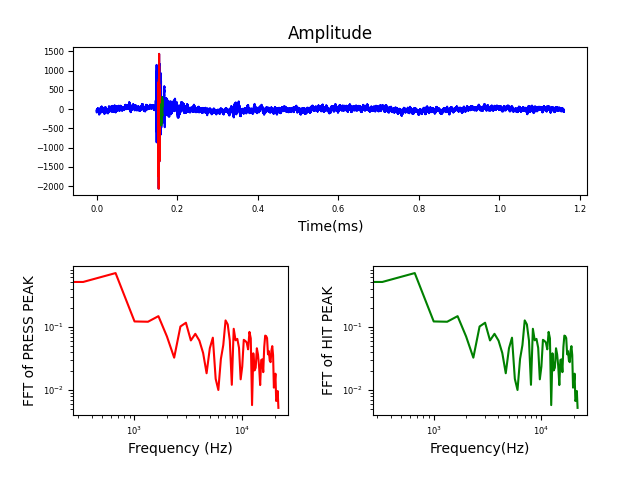 Amplitude
1500
1000
500
0
−500
−1000
−1500
−2000
0.0 0.2 0.4 0.6 0.8 1.0 1.2
Time(ms)
FFT of PRESS PEAK
10⁻¹
10⁻²
10³ 10⁴
Frequency (Hz)
FFT of HIT PEAK
10⁻¹
10⁻²
10³ 10⁴
Frequency(Hz)